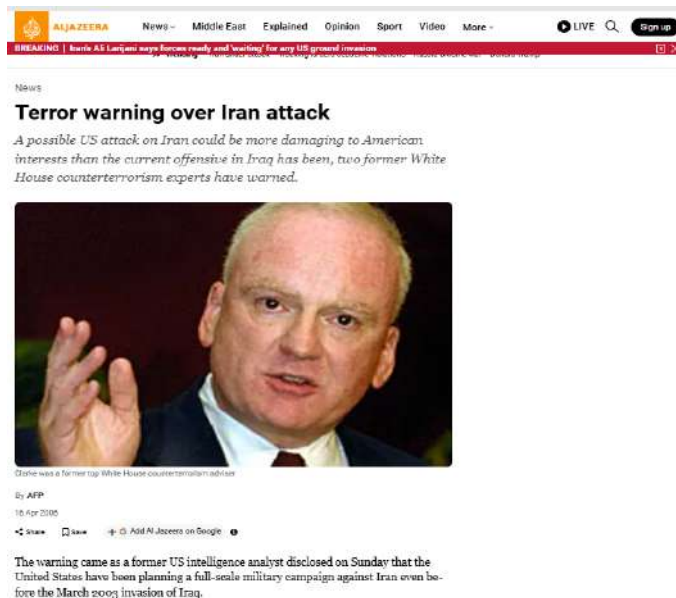 ALJAZEERA
News
Middle East
Explained
Opinion
Sport
Video
More
LIVE
Sign up
BREAKING | Iran's Ali Larijani says forces ready and 'waiting' for any US ground invasion
News
Terror warning over Iran attack
A possible US attack on Iran could be more damaging to American
interests than the current offensive in Iraq has been, two former White
House counterterrorism experts have warned.
Clarke was a former top White House counterterrorism adviser
By AFP
16 Apr 2006
Share
Save
Add Al Jazeera on Google
The warning came as a former US intelligence analyst disclosed on Sunday that the
United States have been planning a full-scale military campaign against Iran even be-
fore the March 2003 invasion of Iraq.